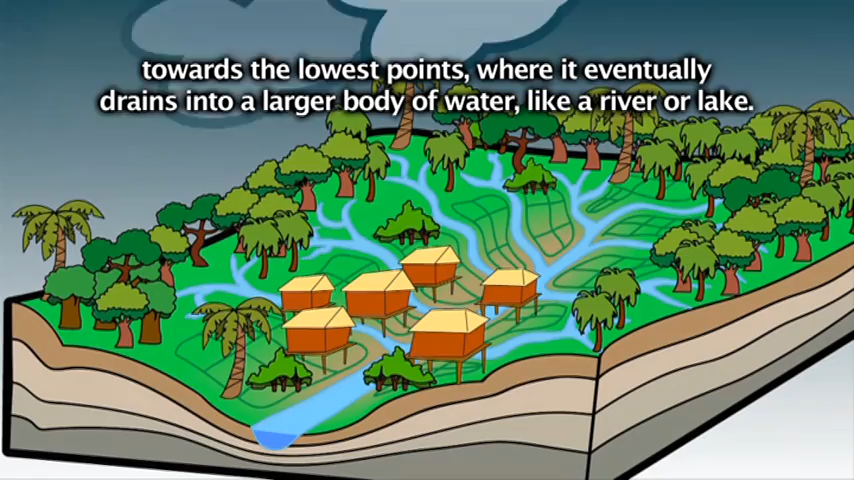 towards the lowest points, where it eventually
drains into a larger body of water, like a river or lake.